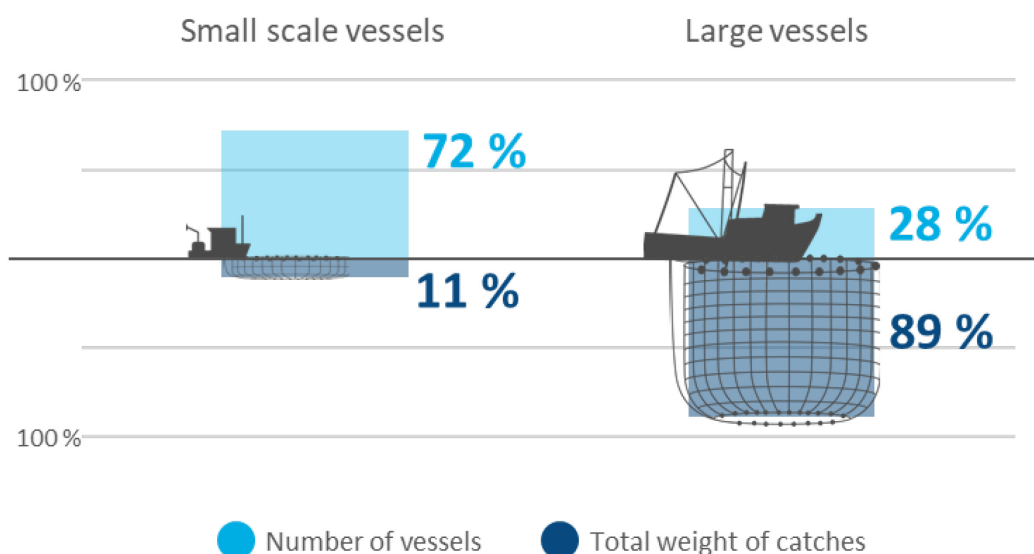 Small scale vessels
Large vessels
100 %
72 %
28 %
11 %
89 %
100 %
Number of vessels
Total weight of catches